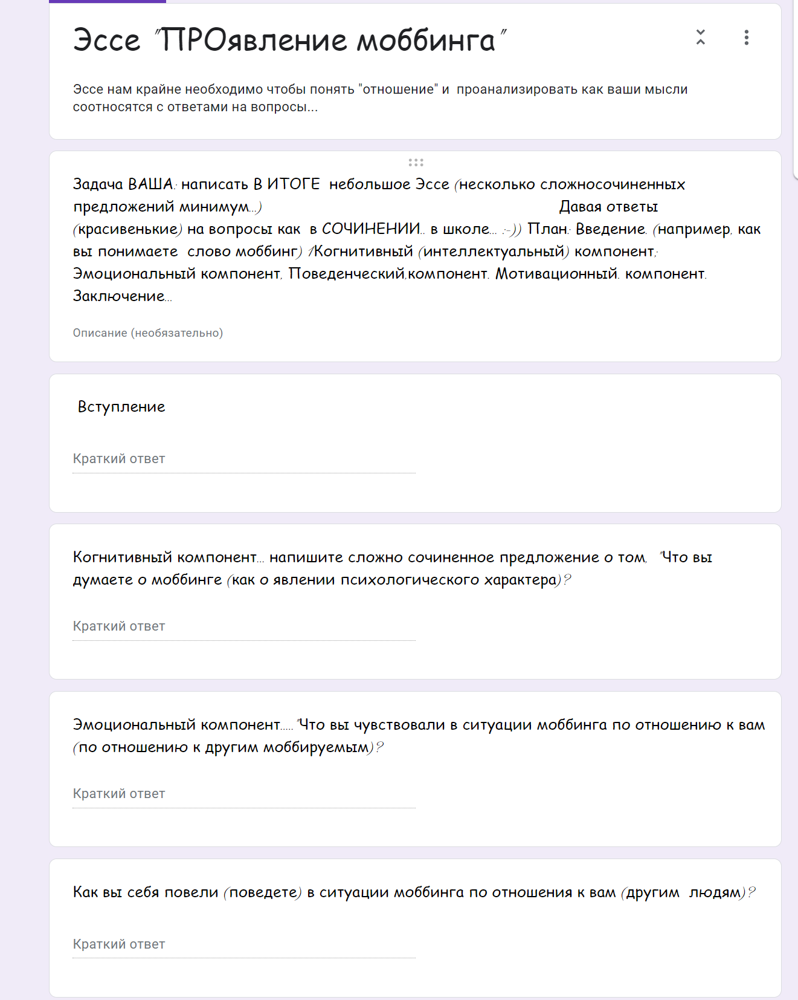 Эссе "ПРОявление моббинга"
Эссе нам крайне необходимо чтобы понять "отношение" и проанализировать как ваши мысли
соотносятся с ответами на вопросы...
Задача ВАША: написать В ИТОГЕ небольшое Эссе (несколько сложносочиненных
предложений минимум...) Давая ответы
(красивенькие) на вопросы как в СОЧИНЕНИИ.. в школе... :-)) План: Введение. (например, как
вы понимаете слово моббинг) 1Когнитивный (интеллектуальный) компонент;
Эмоциональный компонент, Поведенческий,компонент. Мотивационный. компонент.
Заключение...
Описание (необязательно)
Вступление
Краткий ответ
Когнитивный компонент... напишите сложно сочиненное предложение о том, "Что вы
думаете о моббинге (как о явлении психологического характера)?
Краткий ответ
Эмоциональный компонент....."Что вы чувствовали в ситуации моббинга по отношению к вам
(по отношению к другим моббируемым)?
Краткий ответ
Как вы себя повели (поведете) в ситуации моббинга по отношения к вам (другим людям)?
Краткий ответ